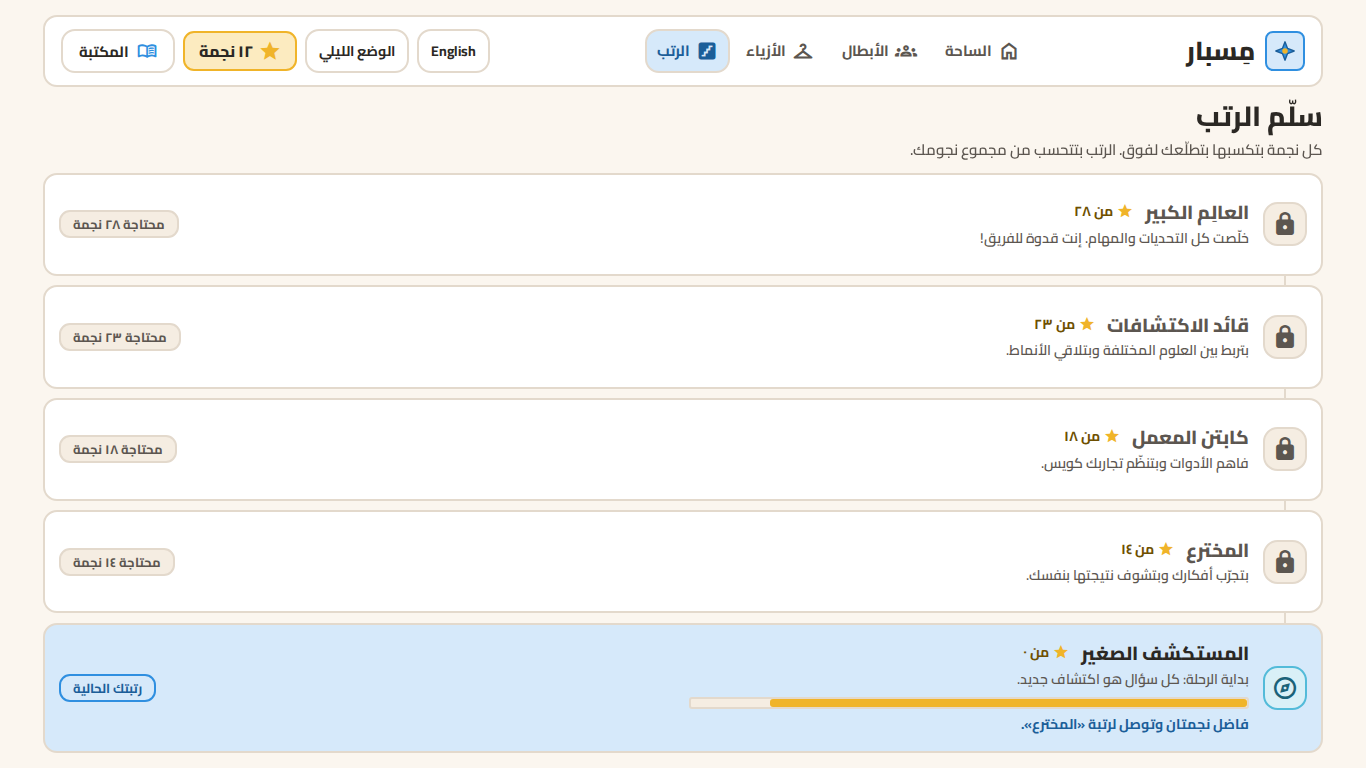 مِسبار
الساحة
الأبطال
الأزياء
الرتب
English
الوضع الليلي
١٢ نجمة
المكتبة
سلّم الرتب
كل نجمة بتكسبها بتطلّعك لفوق. الرتب بتتحسب من مجموع نجومك.
العالِم الكبير من ٢٨
خلّصت كل التحديات والمهام. إنت قدوة للفريق!
محتاجة ٢٨ نجمة
قائد الاكتشافات من ٢٣
بتربط بين العلوم المختلفة وبتلاقي الأنماط.
محتاجة ٢٣ نجمة
كابتن المعمل من ١٨
فاهم الأدوات وبتنظّم تجاربك كويس.
محتاجة ١٨ نجمة
المخترع من ١٤
بتجرّب أفكارك وبتشوف نتيجتها بنفسك.
محتاجة ١٤ نجمة
المستكشف الصغير من ٠
بداية الرحلة: كل سؤال هو اكتشاف جديد.
فاضل نجمتان وتوصل لرتبة «المخترع».
رتبتك الحالية